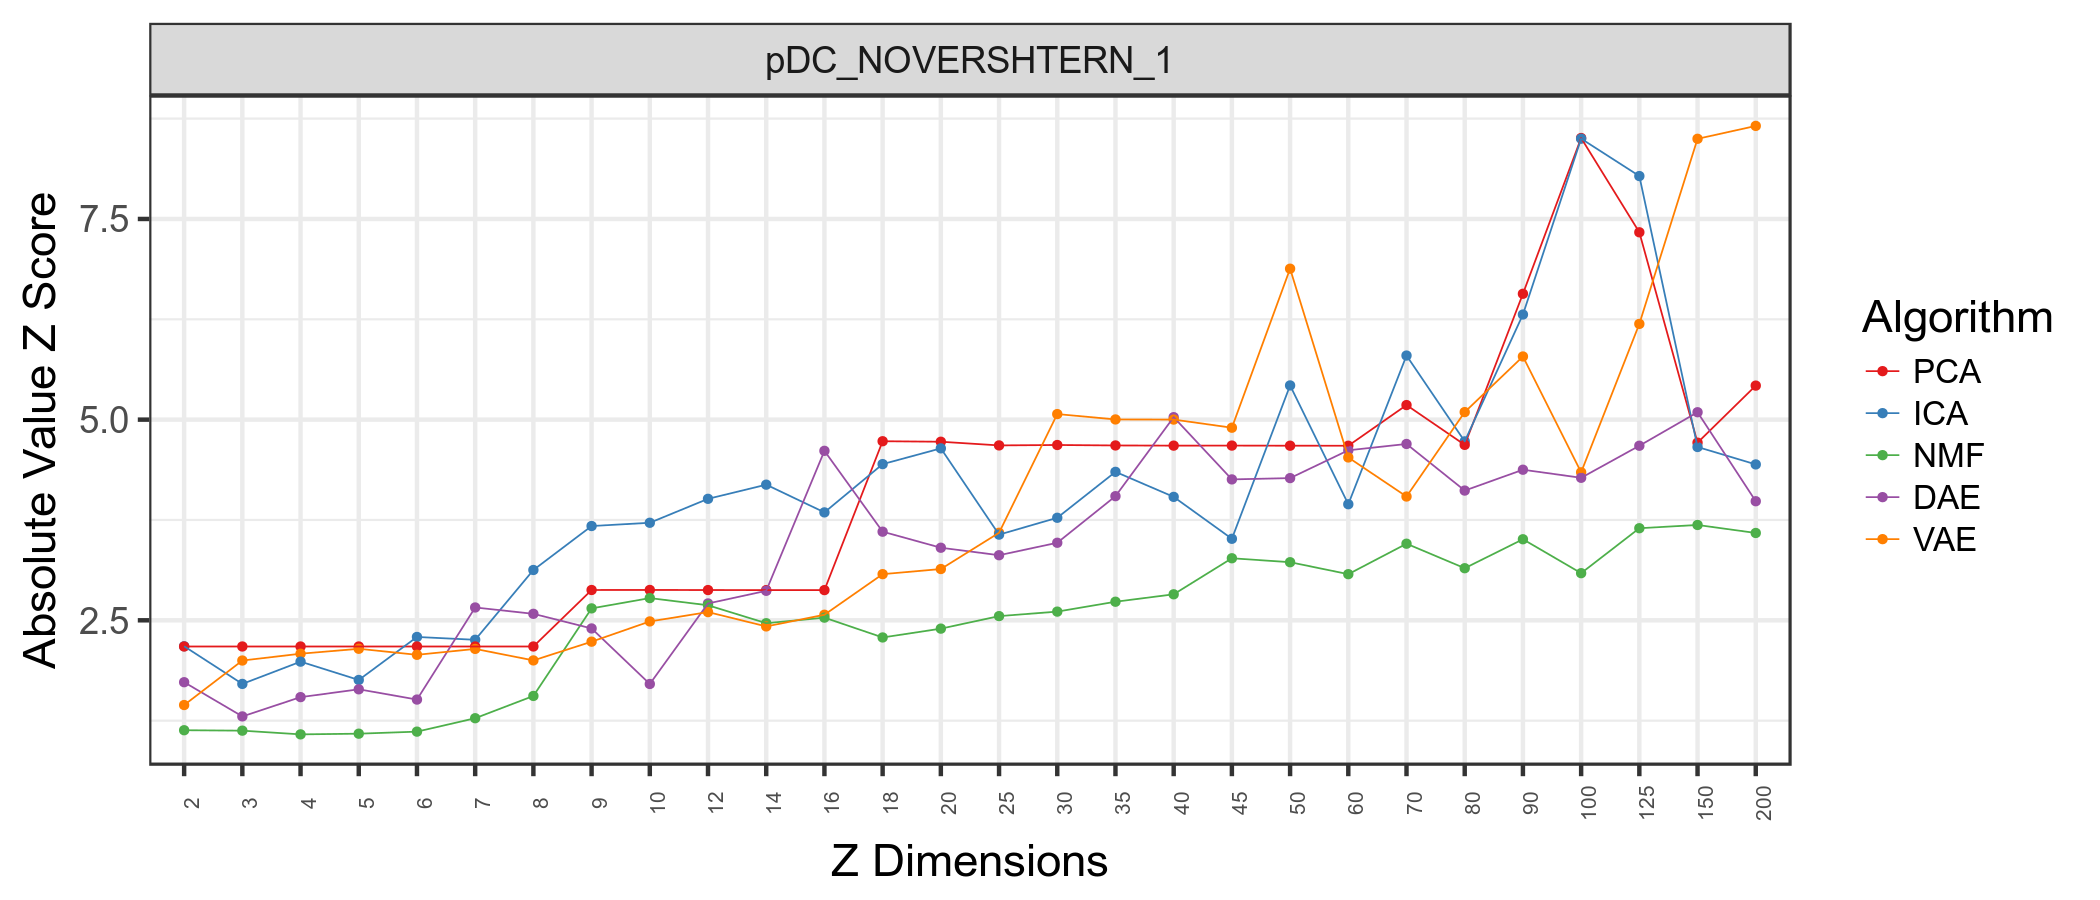 pDC_NOVERSHTERN_1
Absolute Value Z Score
7.5
5.0
2.5
2 3 4 5 6 7 8 9 10 12 14 16 18 20 25 30 35 40 45 50 60 70 80 90 100 125 150 200
Z Dimensions
Algorithm
PCA
ICA
NMF
DAE
VAE